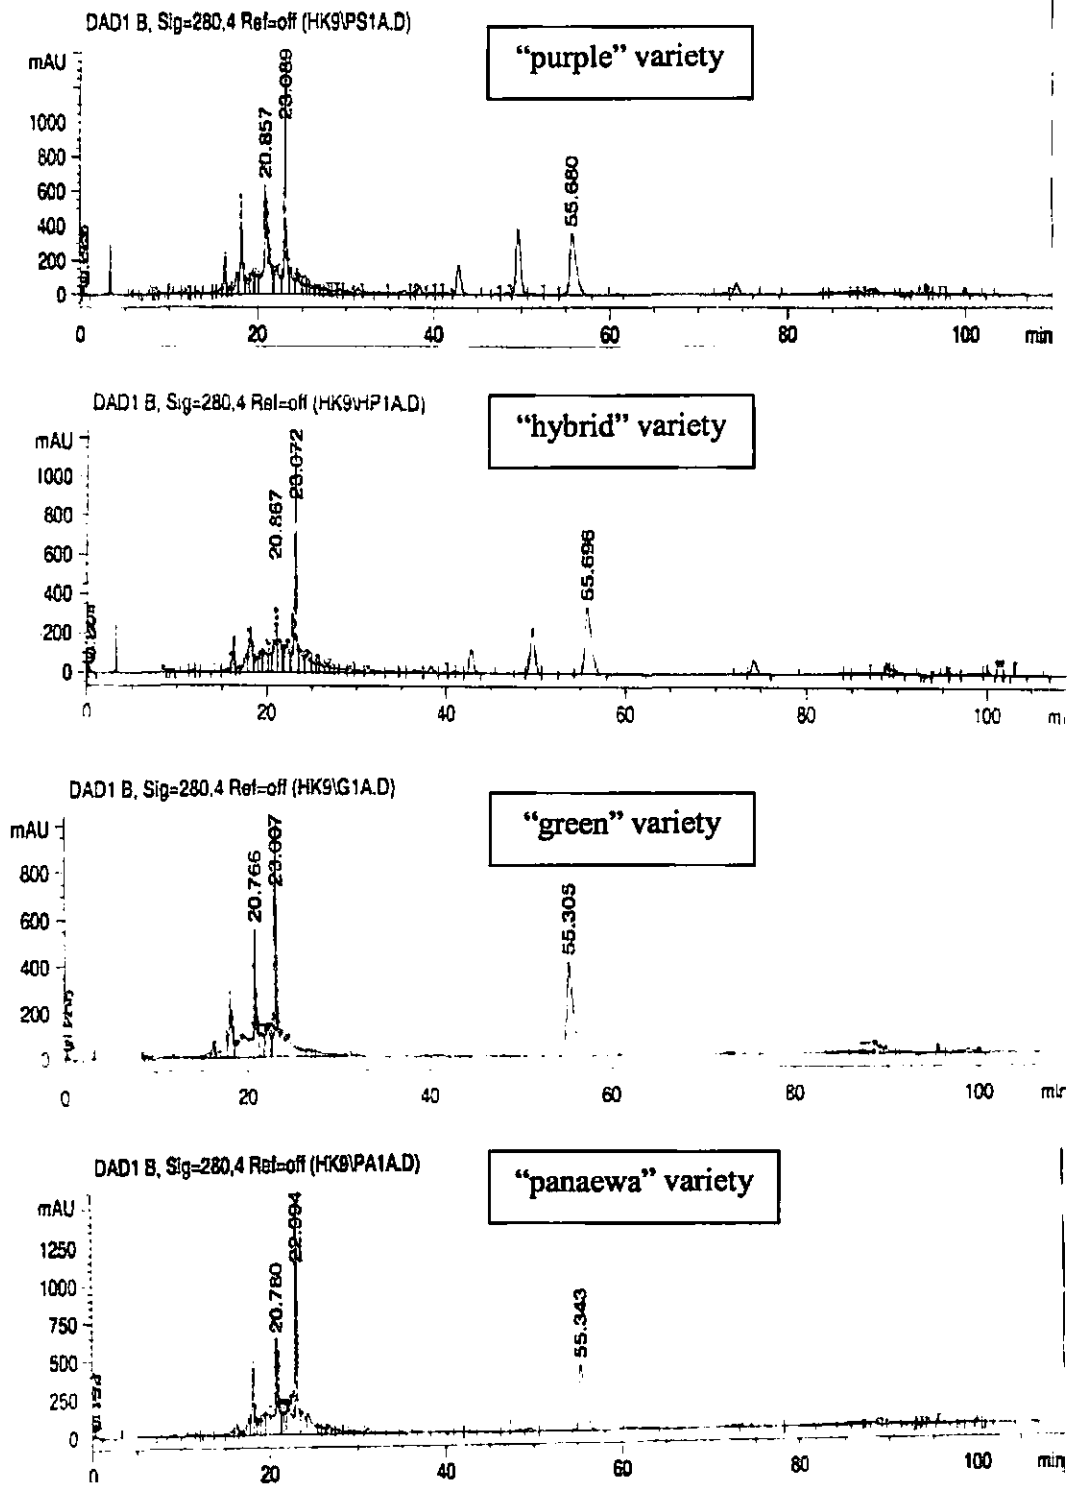 DAD1 B, Sig=280,4 Ref=off (HK9\PS1A.D)
“purple” variety
mAU
23.089
20.857
55.680
1000
800
600
400
200
0
0 20 40 60 80 100 min
DAD1 B, Sig=280,4 Ref=off (HK9\HP1A.D)
“hybrid” variety
mAU
23.072
20.867
55.696
1000
800
600
400
200
0
0 20 40 60 80 100
DAD1 B, Sig=280,4 Ref=off (HK9\G1A.D)
“green” variety
mAU
23.007
20.766
55.305
800
600
400
200
0
0 20 40 60 80 100 min
DAD1 B, Sig=280,4 Ref=off (HK9\PA1A.D)
“panaewa” variety
mAU
22.994
20.780
55.343
1250
1000
750
500
250
0
0 20 40 60 80 100 min